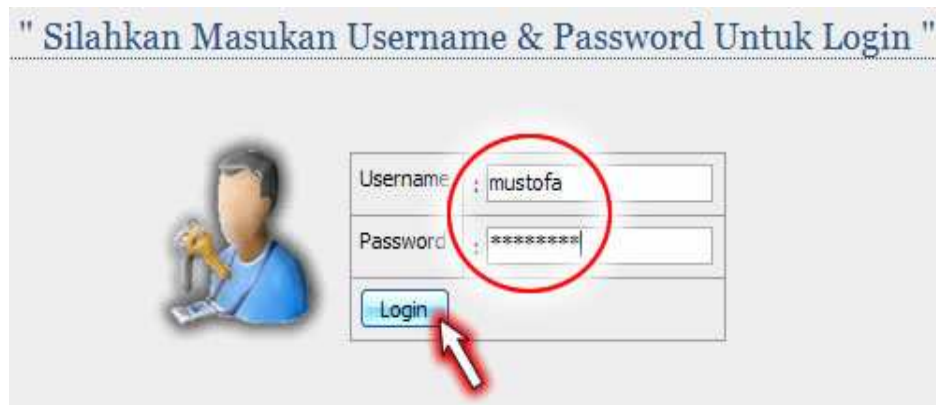 " Silahkan Masukan Username & Password Untuk Login "
Username : mustofa
Password : ********
Login